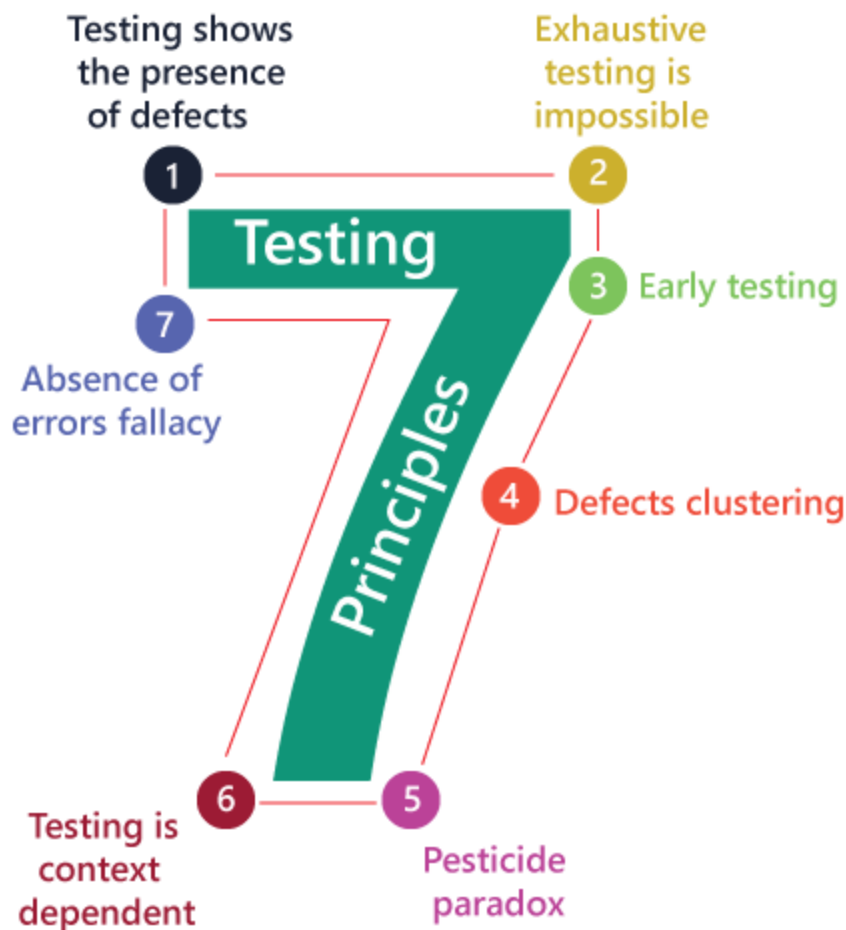 Testing shows
the presence
of defects
1
Exhaustive
testing is
impossible
2
Testing
3
Early testing
7
Absence of
errors fallacy
Principles
4
Defects clustering
6
Testing is
context
dependent
5
Pesticide
paradox